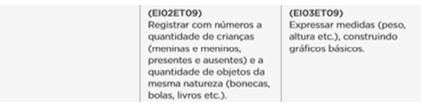 (EI02ET09)
Registrar com números a
quantidade de crianças
(meninas e meninos,
presentes e ausentes) e a
quantidade de objetos da
mesma natureza (bonecas,
bolas, livros etc.).
(EI03ET09)
Expressar medidas (peso,
altura etc.), construindo
gráficos básicos.